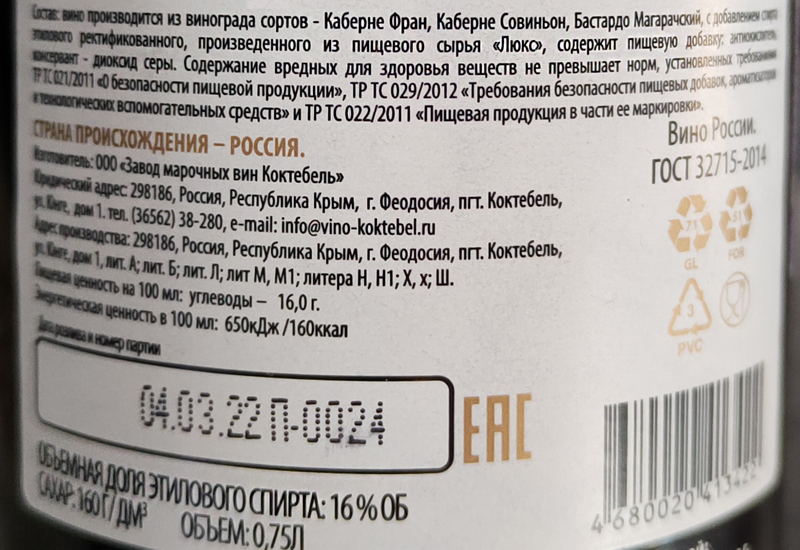 Состав: вино производится из винограда сортов - Каберне Фран, Каберне Совиньон, Бастардо Магарачский, с добавлением спирта
этилового ректификованного, произведенного из пищевого сырья «Люкс», содержит пищевую добавку: антиокислитель,
консервант - диоксид серы. Содержание вредных для здоровья веществ не превышает норм, установленных требованиями
ТР ТС 021/2011 «О безопасности пищевой продукции», ТР ТС 029/2012 «Требования безопасности пищевых добавок, ароматизаторов
и технологических вспомогательных средств» и ТР ТС 022/2011 «Пищевая продукция в части ее маркировки».
СТРАНА ПРОИСХОЖДЕНИЯ – РОССИЯ.
Изготовитель: ООО «Завод марочных вин Коктебель»
Юридический адрес: 298186, Россия, Республика Крым, г. Феодосия, пгт. Коктебель,
ул. Юнге, дом 1. тел. (36562) 38-280, e-mail: info@vino-koktebel.ru
Адрес производства: 298186, Россия, Республика Крым, г. Феодосия, пгт. Коктебель,
ул. Юнге, дом 1, лит. А; лит. Б; лит. Л; лит М, М1; литера Н, Н1; Х, х; Ш.
Пищевая ценность на 100 мл: углеводы – 16,0 г.
Энергетическая ценность в 100 мл: 650кДж /160ккал
Дата розлива и номер партии
04.03.22 П-0024
ОБЪЕМНАЯ ДОЛЯ ЭТИЛОВОГО СПИРТА: 16 % ОБ
САХАР: 160 Г/ДМ³
ОБЪЕМ: 0,75Л
EAC
Вино России.
ГОСТ 32715-2014
71
GL
51
FOR
3
PVC
4 680020 413422